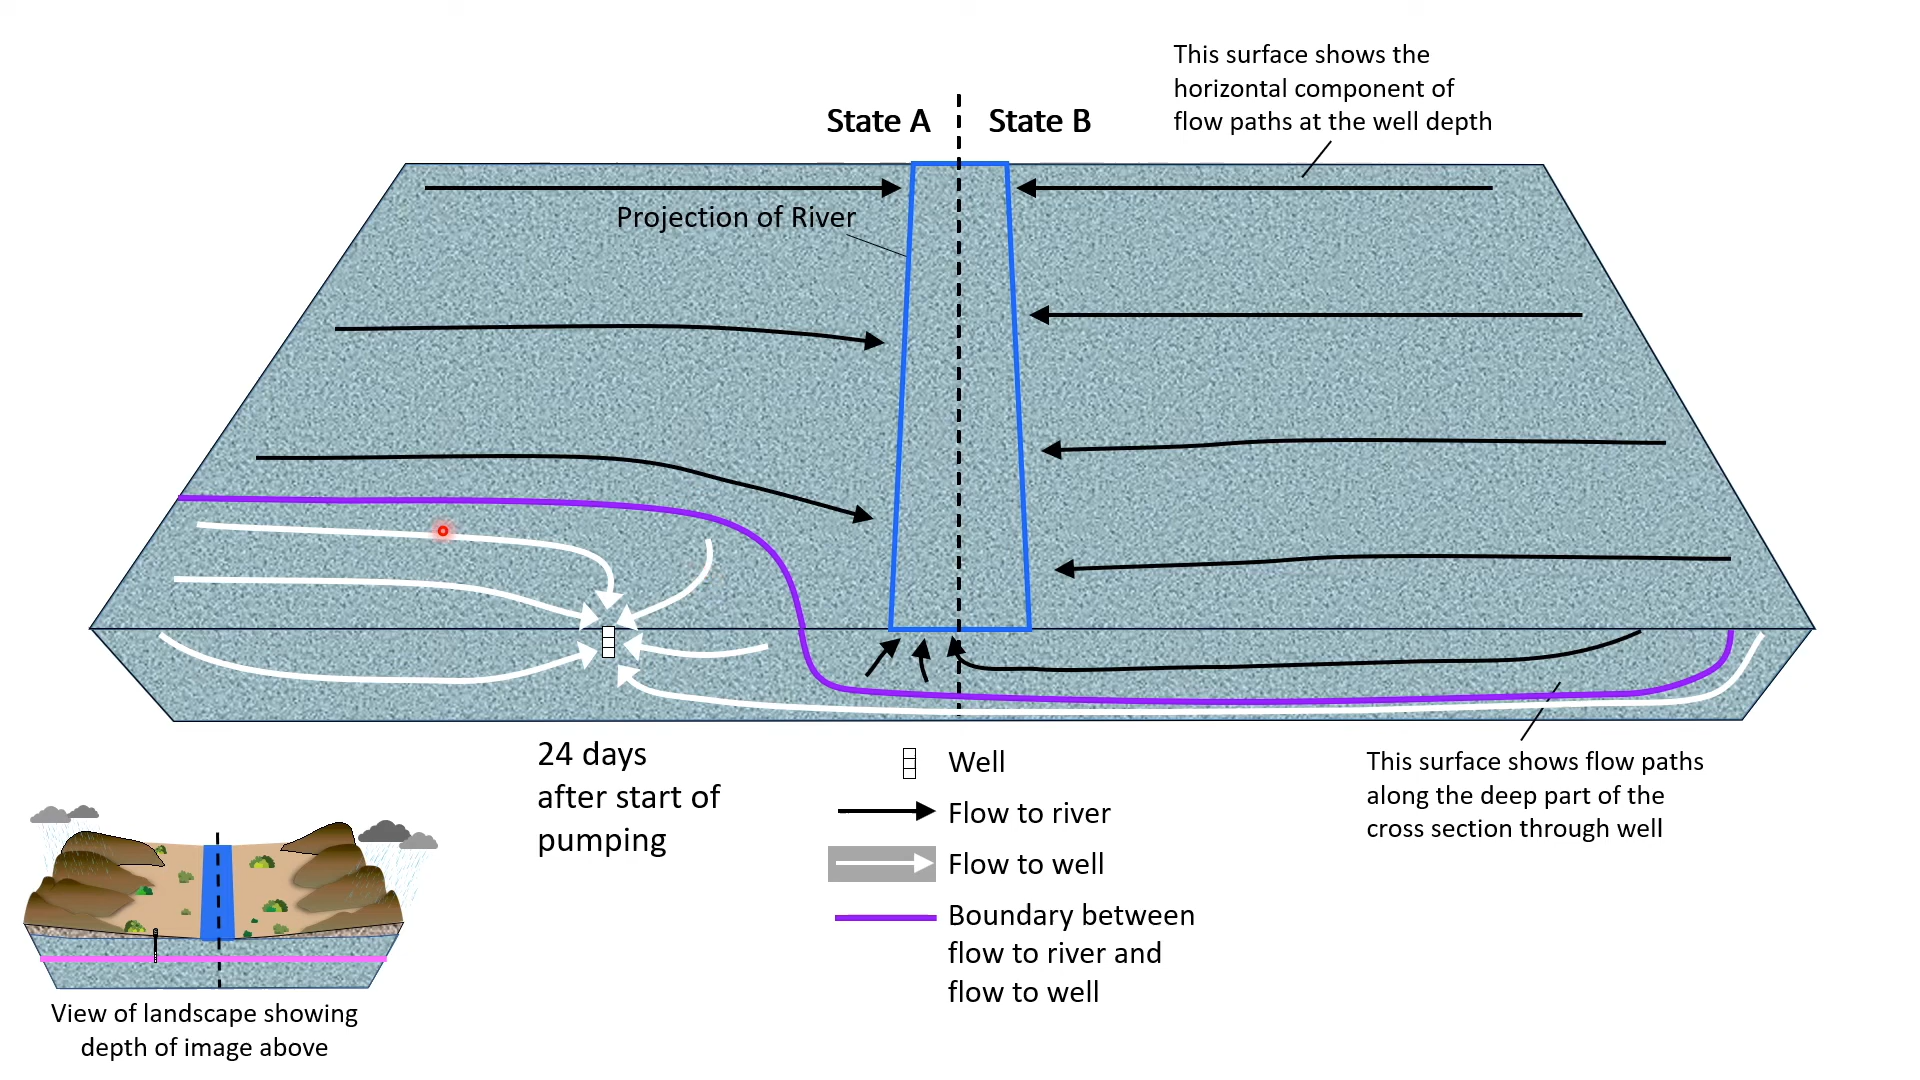 This surface shows the
horizontal component of
flow paths at the well depth
State A
State B
Projection of River
24 days
after start of
pumping
Well
Flow to river
Flow to well
Boundary between
flow to river and
flow to well
This surface shows flow paths
along the deep part of the
cross section through well
View of landscape showing
depth of image above